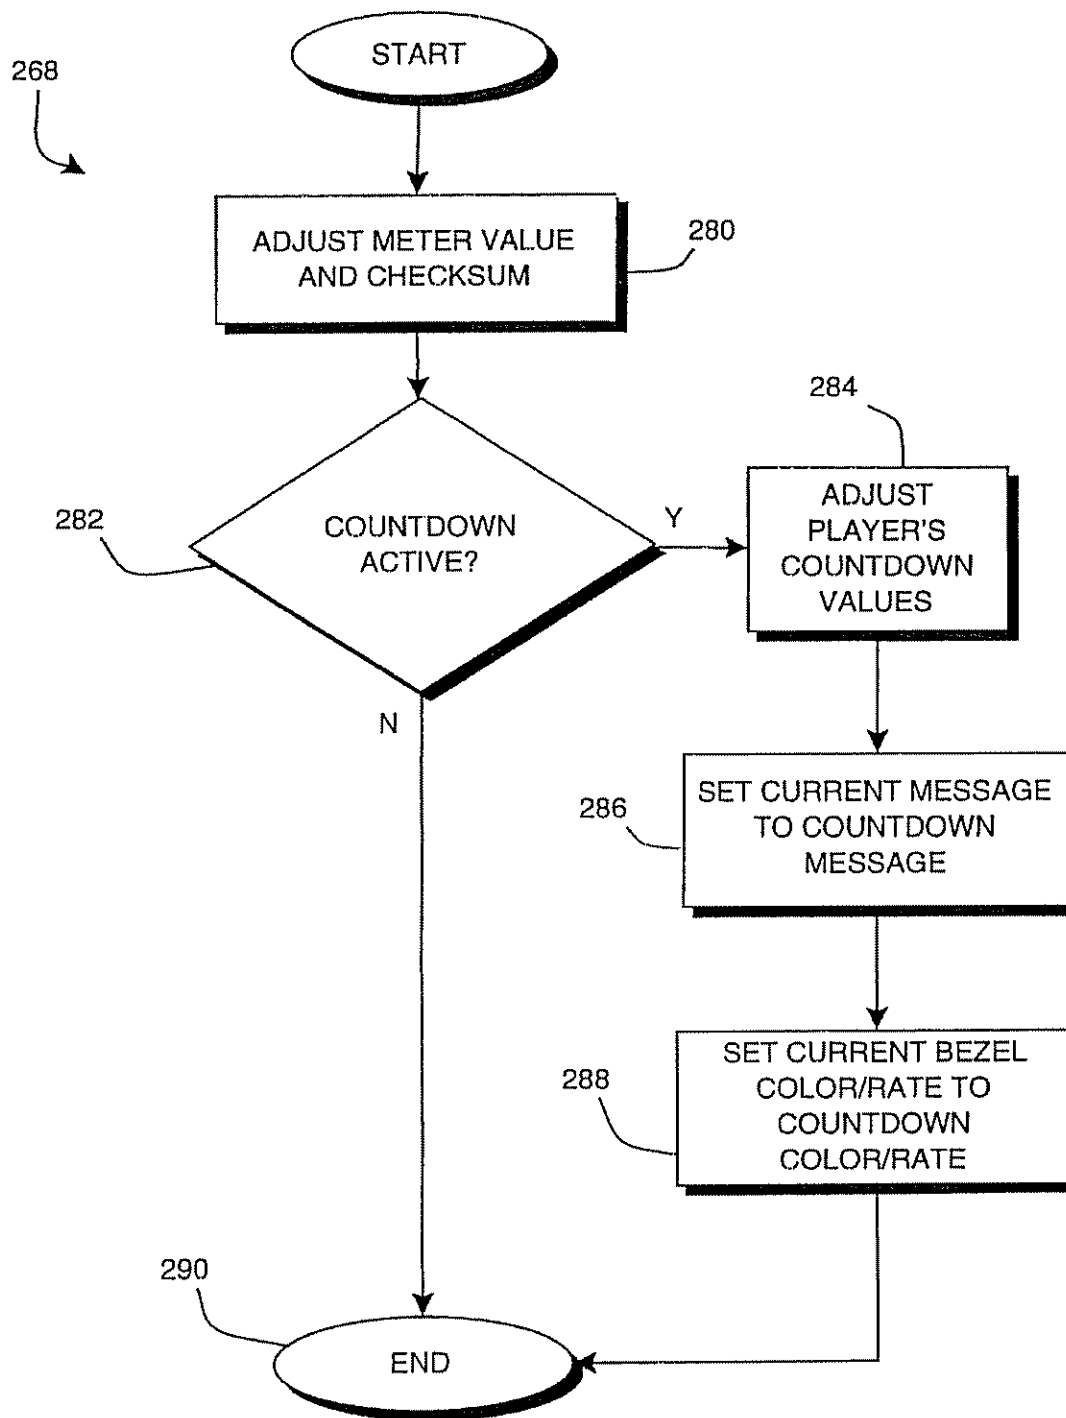 START
268
ADJUST METER VALUE
AND CHECKSUM
280
284
ADJUST
PLAYER'S
COUNTDOWN
VALUES
282
COUNTDOWN
ACTIVE?
Y
N
SET CURRENT MESSAGE
TO COUNTDOWN
MESSAGE
286
SET CURRENT BEZEL
COLOR/RATE TO
COUNTDOWN
COLOR/RATE
288
290
END